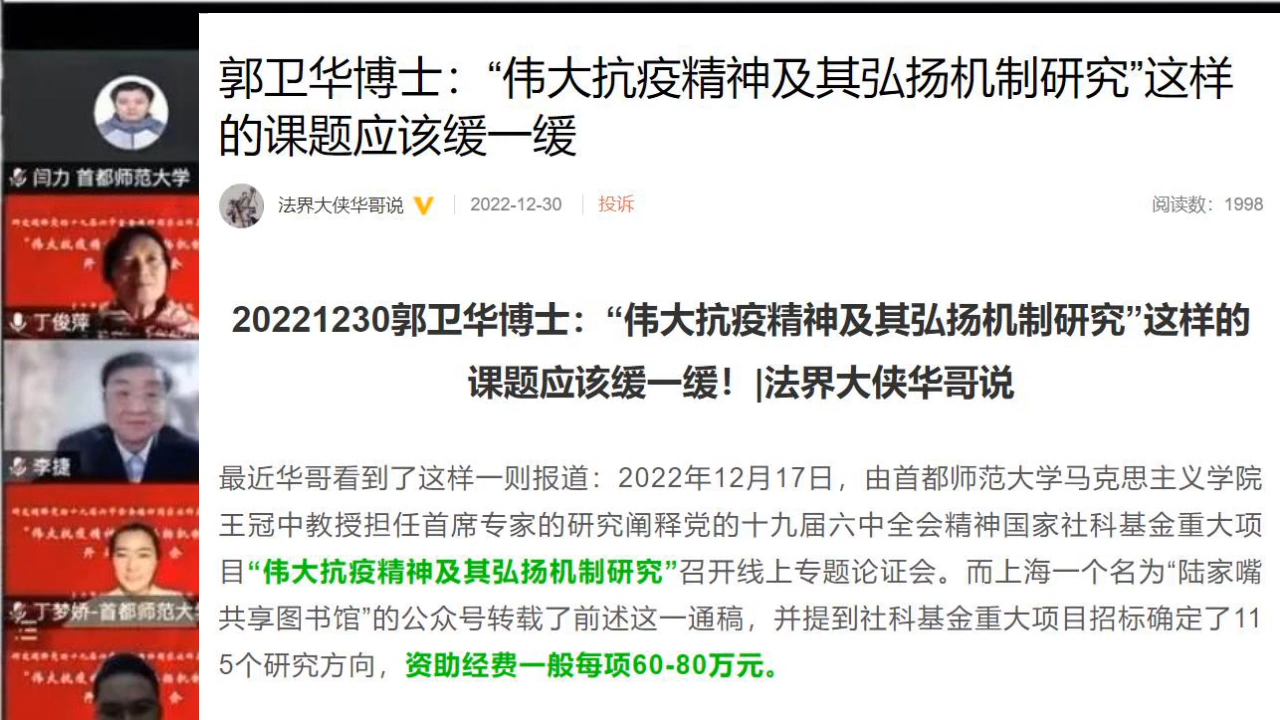 郭卫华博士：“伟大抗疫精神及其弘扬机制研究”这样
的课题应该缓一缓
法界大侠华哥说
2022-12-30
投诉
阅读数：1998
20221230郭卫华博士：“伟大抗疫精神及其弘扬机制研究”这样的
课题应该缓一缓！|法界大侠华哥说
最近华哥看到了这样一则报道：2022年12月17日，由首都师范大学马克思主义学院
王冠中教授担任首席专家的研究阐释党的十九届六中全会精神国家社科基金重大项
目“伟大抗疫精神及其弘扬机制研究”召开线上专题论证会。而上海一个名为“陆家嘴
共享图书馆”的公众号转载了前述这一通稿，并提到社科基金重大项目招标确定了11
5个研究方向，资助经费一般每项60-80万元。
闫力 首都师范大学
丁俊萍
李捷
丁梦娇-首都师范大